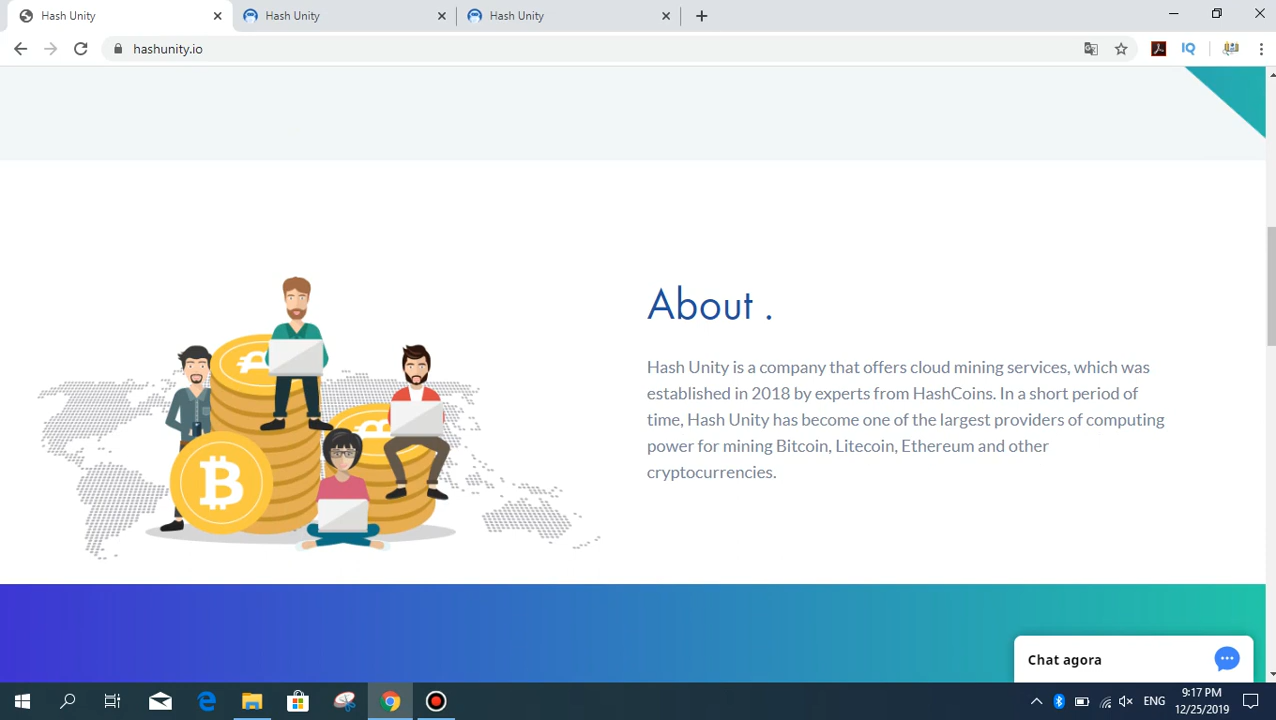 Hash Unity
Hash Unity
Hash Unity
hashunity.io
IQ
About .
Hash Unity is a company that offers cloud mining services, which was
established in 2018 by experts from HashCoins. In a short period of
time, Hash Unity has become one of the largest providers of computing
power for mining Bitcoin, Litecoin, Ethereum and other
cryptocurrencies.
Chat agora
ENG
9:17 PM
12/25/2019